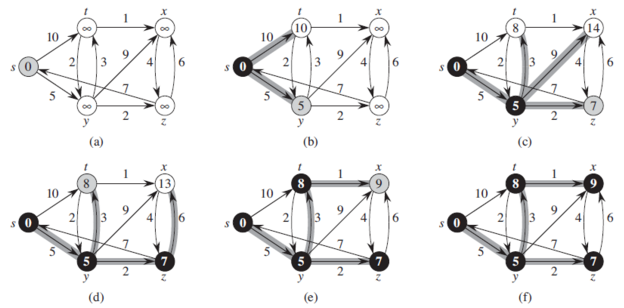 t 1 x
10 ∞ ∞
9
s 0 2 3 4 6
7
5
∞ 2 ∞
y z
(a)
t 1 x
10 10 ∞
9
s 0 2 3 4 6
7
5
5 2 ∞
y z
(b)
t 1 x
10 8 14
9
s 0 2 3 4 6
7
5
5 2 7
y z
(c)
t 1 x
10 8 13
9
s 0 2 3 4 6
7
5
5 2 7
y z
(d)
t 1 x
10 8 9
9
s 0 2 3 4 6
7
5
5 2 7
y z
(e)
t 1 x
10 8 9
9
s 0 2 3 4 6
7
5
5 2 7
y z
(f)